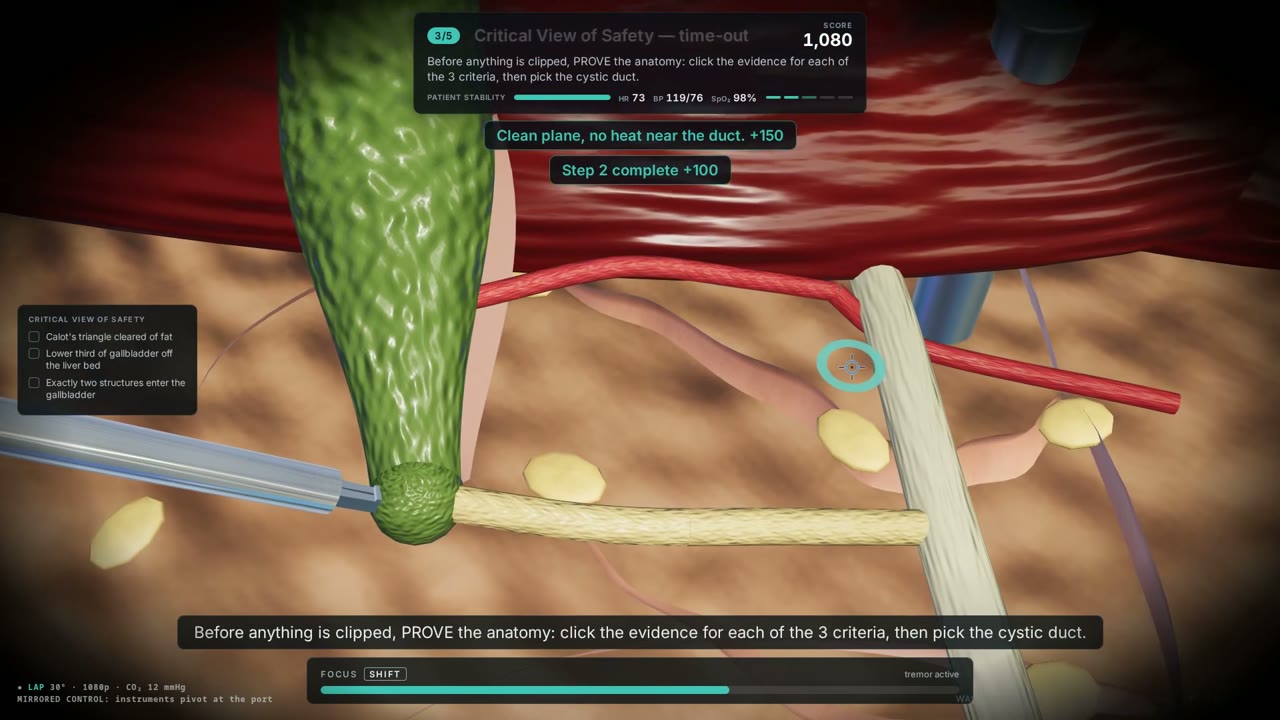 3/5 Critical View of Safety — time-out
SCORE
1,080
Before anything is clipped, PROVE the anatomy: click the evidence for each of
the 3 criteria, then pick the cystic duct.
PATIENT STABILITY HR 73 BP 119/76 SpO₂ 98%
Clean plane, no heat near the duct. +150
Step 2 complete +100
CRITICAL VIEW OF SAFETY
Calot's triangle cleared of fat
Lower third of gallbladder off
the liver bed
Exactly two structures enter the
gallbladder
Before anything is clipped, PROVE the anatomy: click the evidence for each of the 3 criteria, then pick the cystic duct.
FOCUS SHIFT tremor active
LAP 30° · 1080p · CO₂ 12 mmHg
MIRRORED CONTROL: instruments pivot at the port